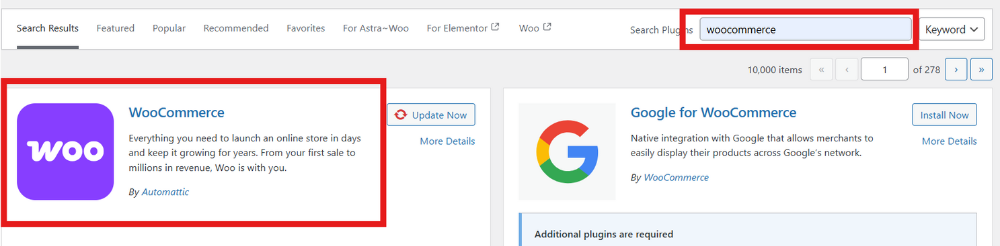 Search Results Featured Popular Recommended Favorites For Astra~Woo For Elementor Woo Search Plugins woocommerce Keyword
10,000 items « ‹ 1 of 278 › »
woo
WooCommerce
Update Now
More Details
Everything you need to launch an online store in days
and keep it growing for years. From your first sale to
millions in revenue, Woo is with you.
By Automattic
Google for WooCommerce
Install Now
More Details
Native integration with Google that allows merchants to
easily display their products across Google’s network.
By WooCommerce
Additional plugins are required